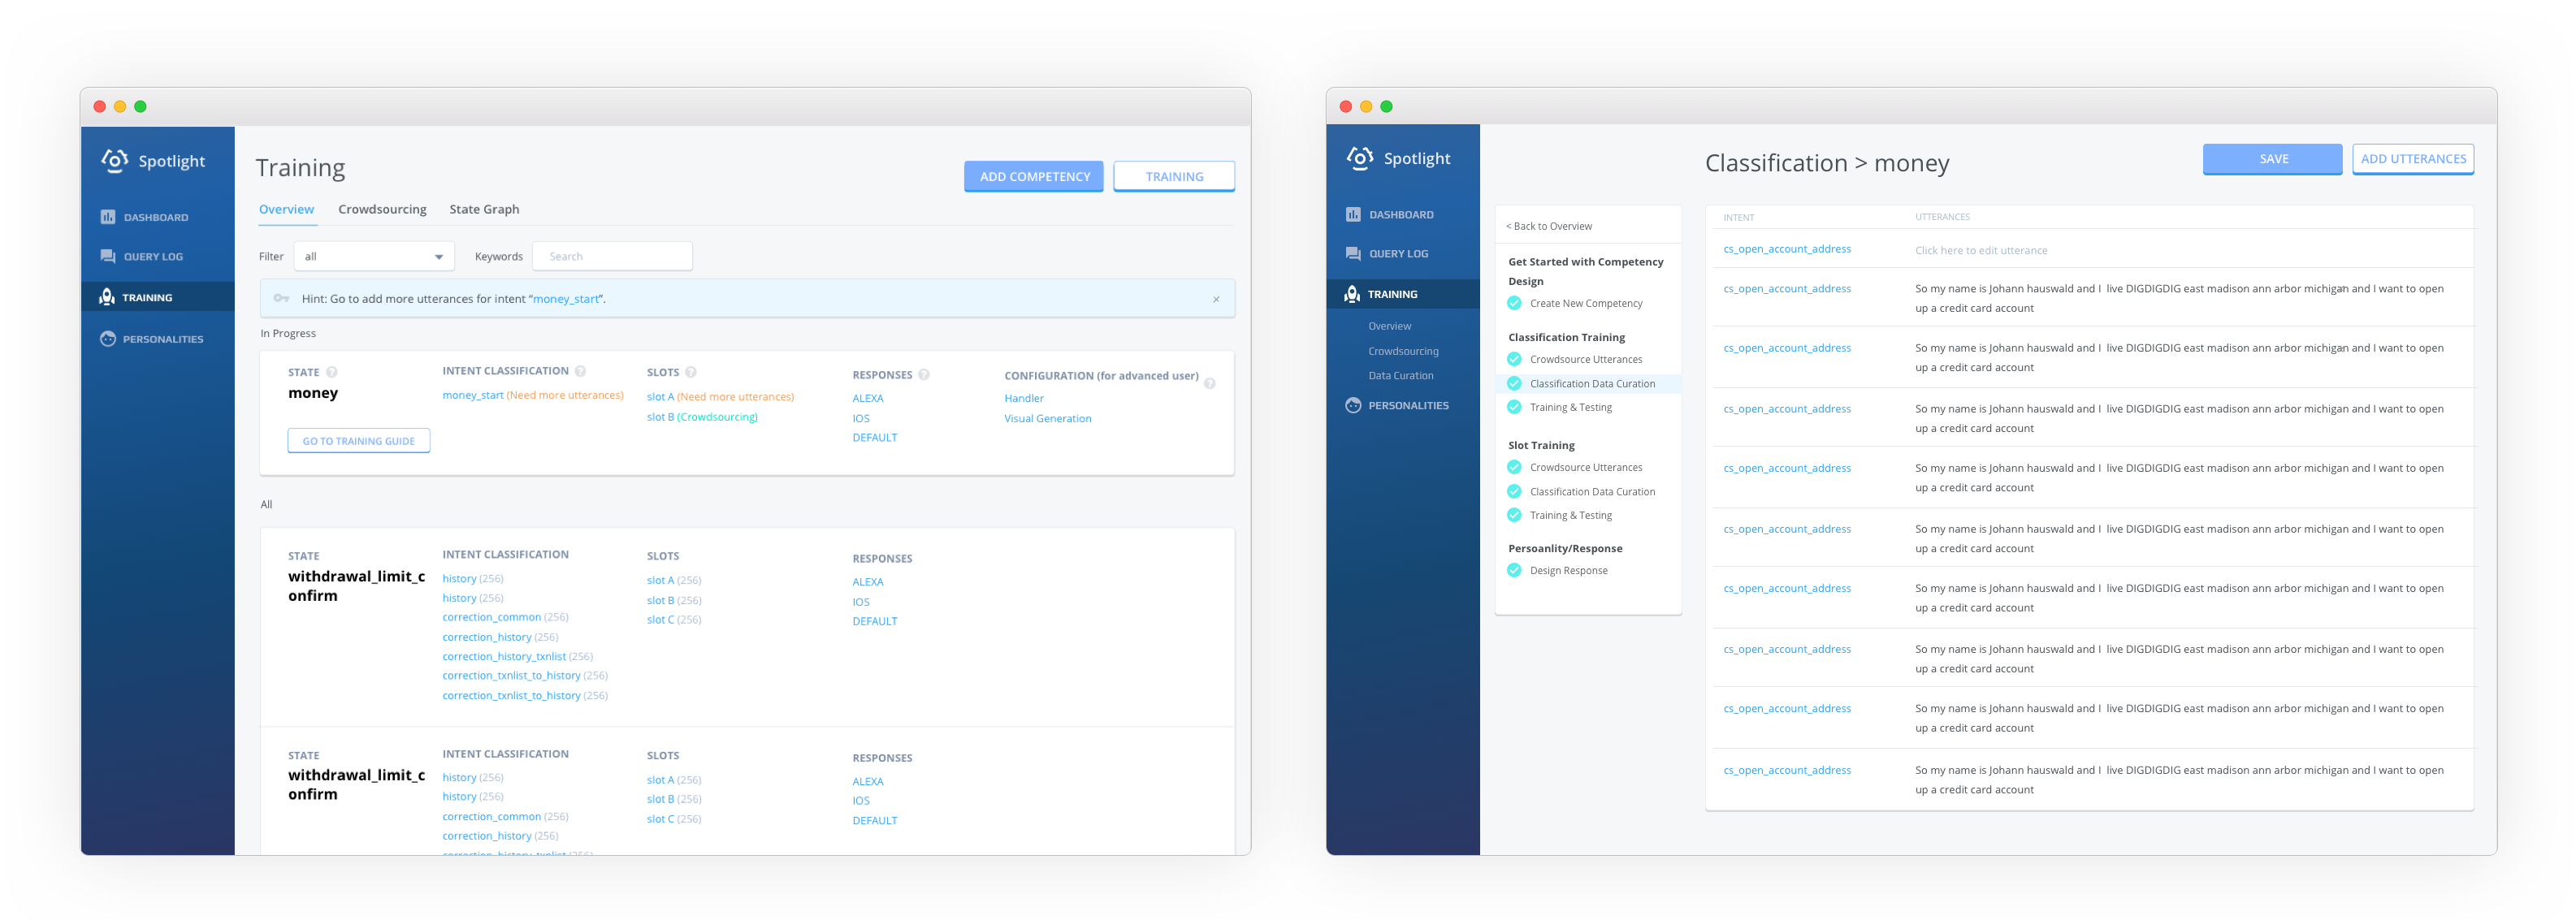 Spotlight
DASHBOARD
QUERY LOG
TRAINING
PERSONALITIES
Training
ADD COMPETENCY
TRAINING
Overview
Crowdsourcing
State Graph
Filter
all
Keywords
Search
Hint: Go to add more utterances for intent “money_start”.
×
In Progress
STATE ?
money
GO TO TRAINING GUIDE
INTENT CLASSIFICATION ?
money_start (Need more utterances)
SLOTS ?
slot A (Need more utterances)
slot B (Crowdsourcing)
RESPONSES ?
ALEXA
IOS
DEFAULT
CONFIGURATION (for advanced user) ?
Handler
Visual Generation
All
STATE
withdrawal_limit_c
onfirm
INTENT CLASSIFICATION
history (256)
history (256)
correction_common (256)
correction_history (256)
correction_history_txnlist (256)
correction_txnlist_to_history (256)
correction_txnlist_to_history (256)
SLOTS
slot A (256)
slot B (256)
slot C (256)
RESPONSES
ALEXA
IOS
DEFAULT
STATE
withdrawal_limit_c
onfirm
INTENT CLASSIFICATION
history (256)
history (256)
correction_common (256)
correction_history (256)
correction_history_txnlist (256)
SLOTS
slot A (256)
slot B (256)
slot C (256)
RESPONSES
ALEXA
IOS
DEFAULT
Spotlight
DASHBOARD
QUERY LOG
TRAINING
Overview
Crowdsourcing
Data Curation
PERSONALITIES
< Back to Overview
Get Started with Competency
Design
Create New Competency
Classification Training
Crowdsource Utterances
Classification Data Curation
Training & Testing
Slot Training
Crowdsource Utterances
Classification Data Curation
Training & Testing
Persoanlity/Response
Design Response
Classification > money
SAVE
ADD UTTERANCES
INTENT
UTTERANCES
cs_open_account_address
Click here to edit utterance
cs_open_account_address
So my name is Johann hauswald and I live DIGDIGDIG east madison ann arbor michigan and I want to open
up a credit card account
cs_open_account_address
So my name is Johann hauswald and I live DIGDIGDIG east madison ann arbor michigan and I want to open
up a credit card account
cs_open_account_address
So my name is Johann hauswald and I live DIGDIGDIG east madison ann arbor michigan and I want to open
up a credit card account
cs_open_account_address
So my name is Johann hauswald and I live DIGDIGDIG east madison ann arbor michigan and I want to open
up a credit card account
cs_open_account_address
So my name is Johann hauswald and I live DIGDIGDIG east madison ann arbor michigan and I want to open
up a credit card account
cs_open_account_address
So my name is Johann hauswald and I live DIGDIGDIG east madison ann arbor michigan and I want to open
up a credit card account
cs_open_account_address
So my name is Johann hauswald and I live DIGDIGDIG east madison ann arbor michigan and I want to open
up a credit card account
cs_open_account_address
So my name is Johann hauswald and I live DIGDIGDIG east madison ann arbor michigan and I want to open
up a credit card account
cs_open_account_address
So my name is Johann hauswald and I live DIGDIGDIG east madison ann arbor michigan and I want to open
up a credit card account